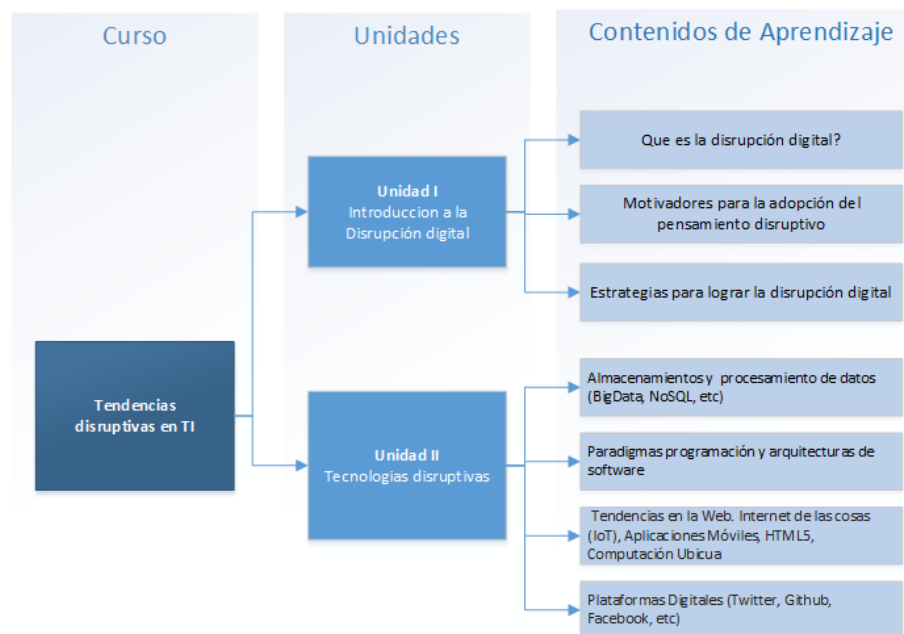 Curso
Unidades
Contenidos de Aprendizaje
Tendencias
disruptivas en TI
Unidad I
Introduccion a la
Disrupción digital
Que es la disrupción digital?
Motivadores para la adopción del
pensamiento disruptivo
Estrategias para lograr la disrupción digital
Unidad II
Tecnologias disruptivas
Almacenamientos y procesamiento de datos
(BigData, NoSQL, etc)
Paradigmas programación y arquitecturas de
software
Tendencias en la Web. Internet de las cosas
(IoT), Aplicaciones Móviles, HTML5,
Computación Ubicua
Plataformas Digitales (Twitter, Github,
Facebook, etc)